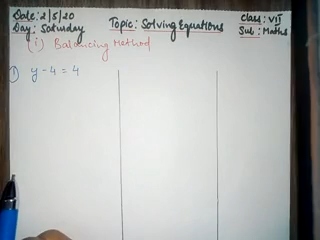 Date: 2/5/20 Topic: Solving Equations Class: VII
Day: Saturday Sub: Maths
(i) Balancing Method
① y - 4 = 4